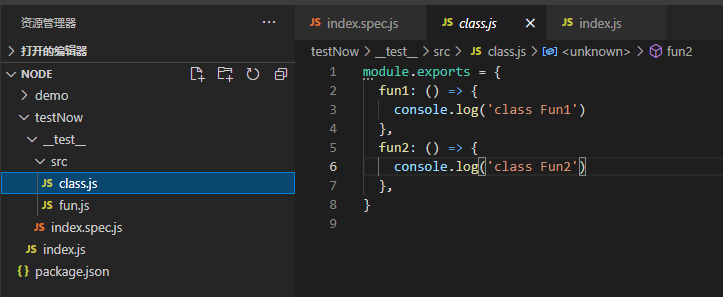 资源管理器
打开的编辑器
NODE
demo
testNow
__test__
src
JS class.js
JS fun.js
JS index.spec.js
JS index.js
{} package.json
JS index.spec.js JS class.js JS index.js
testNow > __test__ > src > JS class.js > <unknown> > fun2
1 module.exports = {
2 fun1: () => {
3 console.log('class Fun1')
4 },
5 fun2: () => {
6 console.log('class Fun2')
7 },
8 }
9